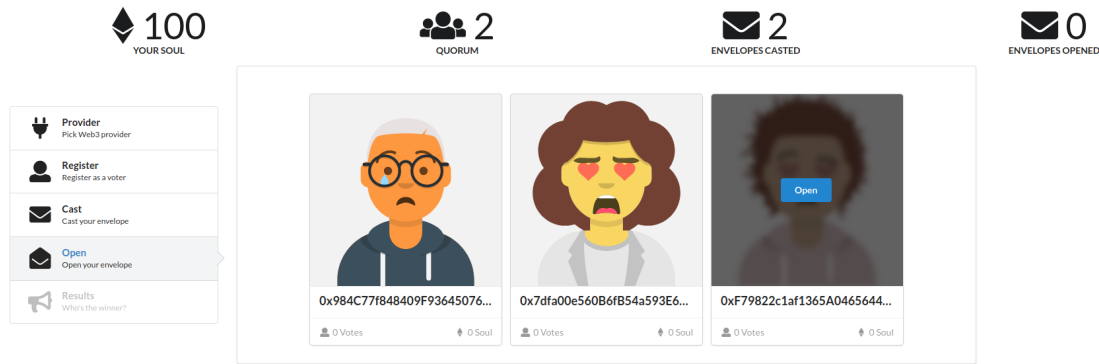 100
YOUR SOUL
2
QUORUM
2
ENVELOPES CASTED
0
ENVELOPES OPENED
Provider
Pick Web3 provider
Register
Register as a voter
Cast
Cast your envelope
Open
Open your envelope
Results
Who's the winner?
0x984C77f848409F93645076...
0 Votes
0 Soul
0x7dfa00e560B6fB54a593E6...
0 Votes
0 Soul
Open
0xF79822c1af1365A0465644...
0 Votes
0 Soul